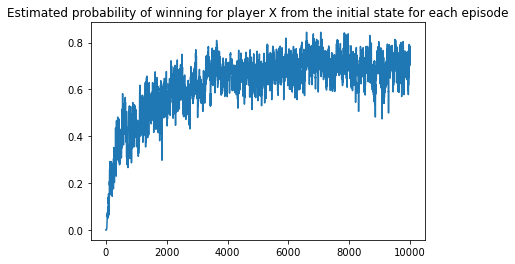 Estimated probability of winning for player X from the initial state for each episode
0.8
0.6
0.4
0.2
0.0
0 2000 4000 6000 8000 10000